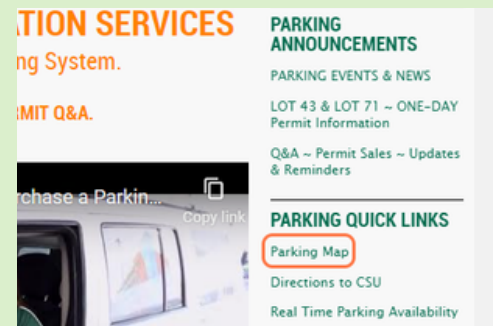 TION SERVICES
ng System.
MIT Q&A.
rchase a Parkin...
Copy link
PARKING
ANNOUNCEMENTS
PARKING EVENTS & NEWS
LOT 43 & LOT 71 ~ ONE-DAY
Permit Information
Q&A ~ Permit Sales ~ Updates
& Reminders
PARKING QUICK LINKS
Parking Map
Directions to CSU
Real Time Parking Availability